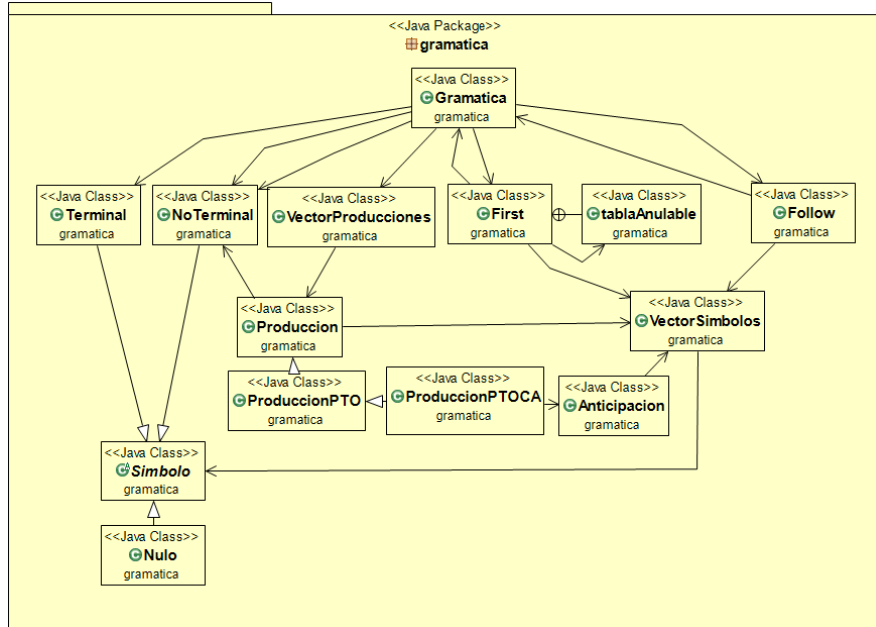 <<Java Package>>
gramatica
<<Java Class>>
Gramatica
gramatica
<<Java Class>>
Terminal
gramatica
<<Java Class>>
NoTerminal
gramatica
<<Java Class>>
VectorProducciones
gramatica
<<Java Class>>
First
gramatica
<<Java Class>>
tablaAnulable
gramatica
<<Java Class>>
Follow
gramatica
<<Java Class>>
Produccion
gramatica
<<Java Class>>
VectorSimbolos
gramatica
<<Java Class>>
ProduccionPTO
gramatica
<<Java Class>>
ProduccionPTOCA
gramatica
<<Java Class>>
Anticipacion
gramatica
<<Java Class>>
Simbolo
gramatica
<<Java Class>>
Nulo
gramatica